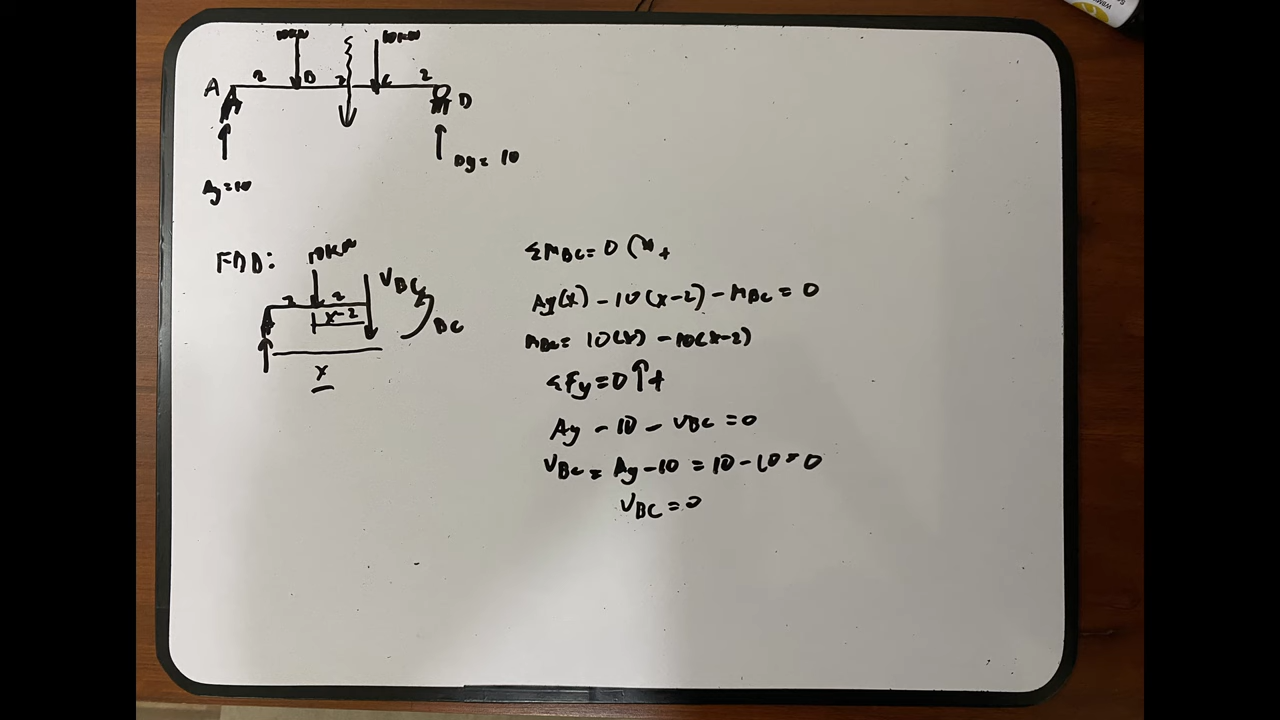 10KN 10KN
A 2 B 2 C 2 D
Ay=10
Dy= 10
FBD:
10KN
VBC
2 2
x-2
BC
x
ΣMBC=0 +
Ay(x) - 10(x-2) - MBC = 0
MBC= 10(x) - 10(x-2)
ΣFy=0↑+
Ay - 10 - VBC =0
VBC = Ay-10 = 10-10=0
VBC=0